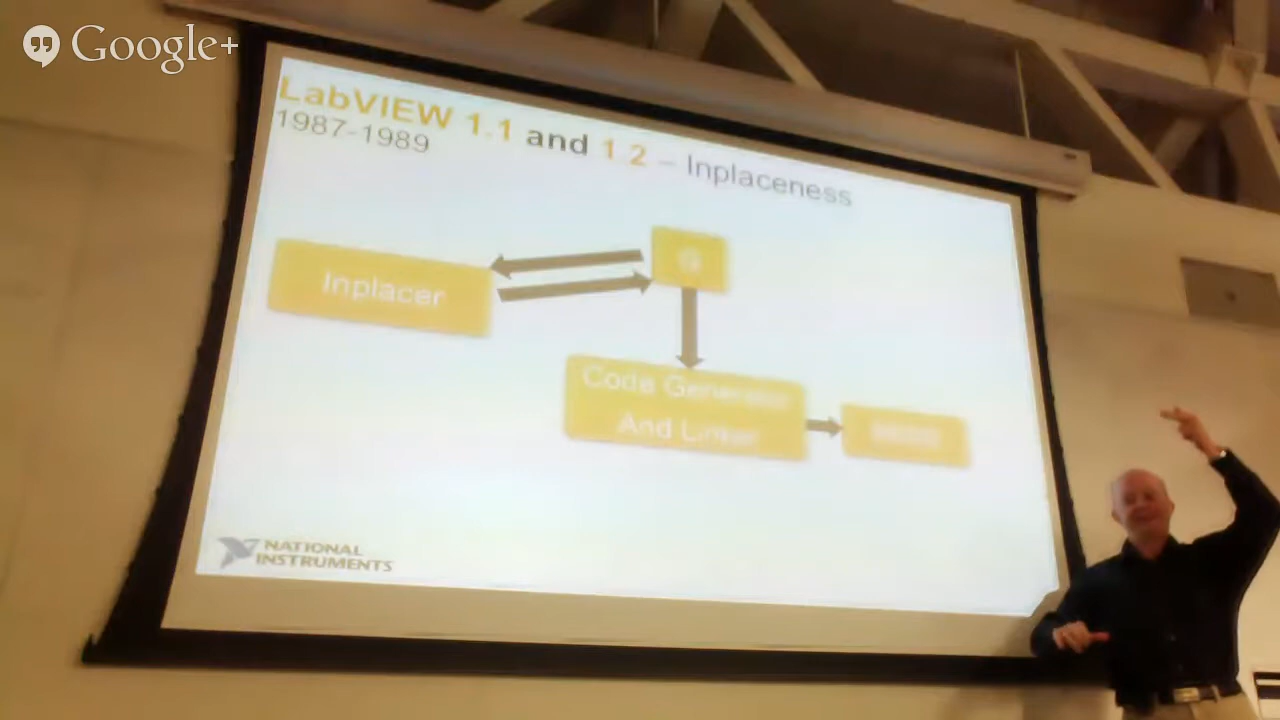 Google+
LabVIEW 1.1 and 1.2 – Inplaceness
1987-1989
G
Inplacer
Code Generator
And Linker
NATIONAL
INSTRUMENTS